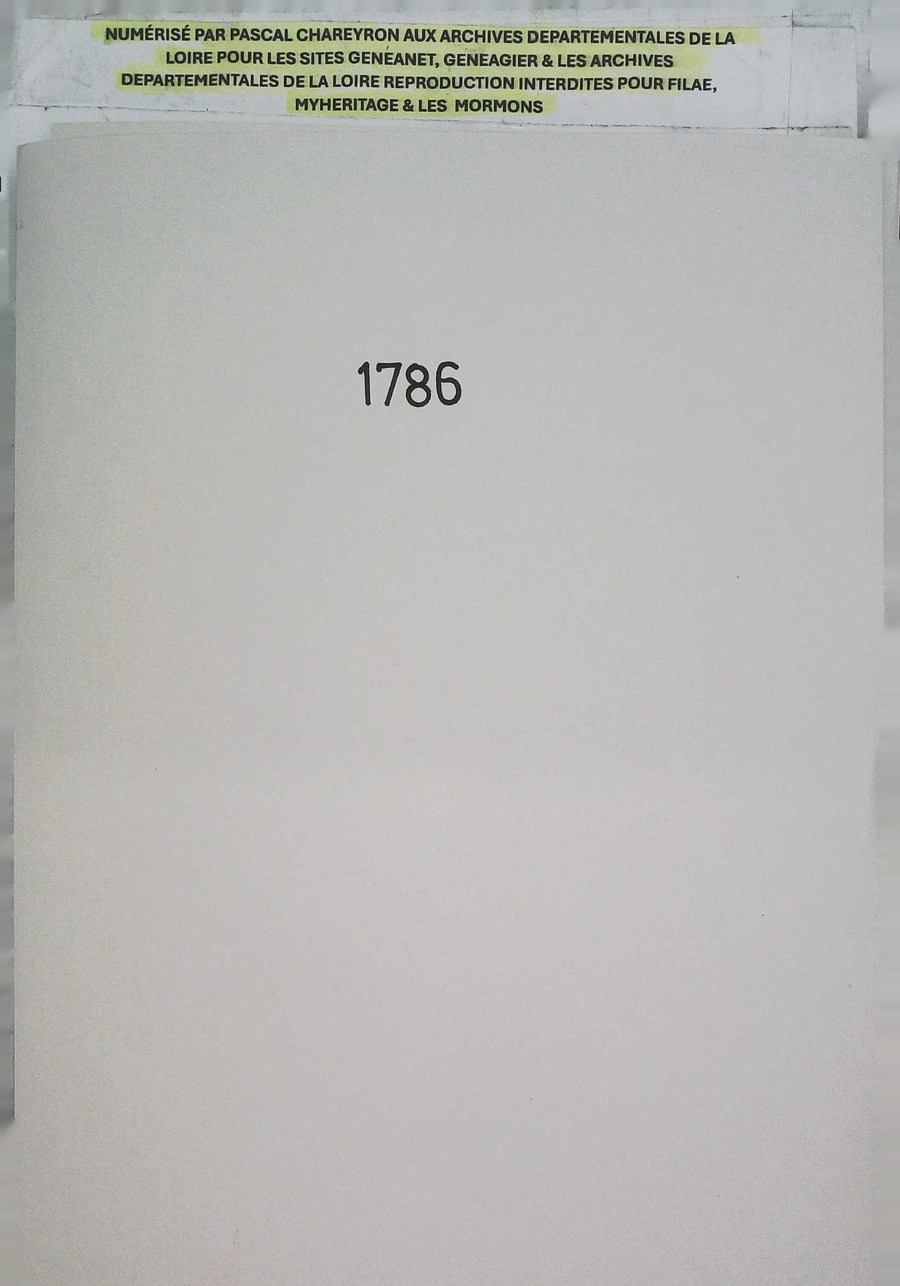 NUMÉRISÉ PAR PASCAL CHAREYRON AUX ARCHIVES DEPARTEMENTALES DE LA
LOIRE POUR LES SITES GENÉANET, GENEAGIER & LES ARCHIVES
DEPARTEMENTALES DE LA LOIRE REPRODUCTION INTERDITES POUR FILAE,
MYHERITAGE & LES MORMONS
1786